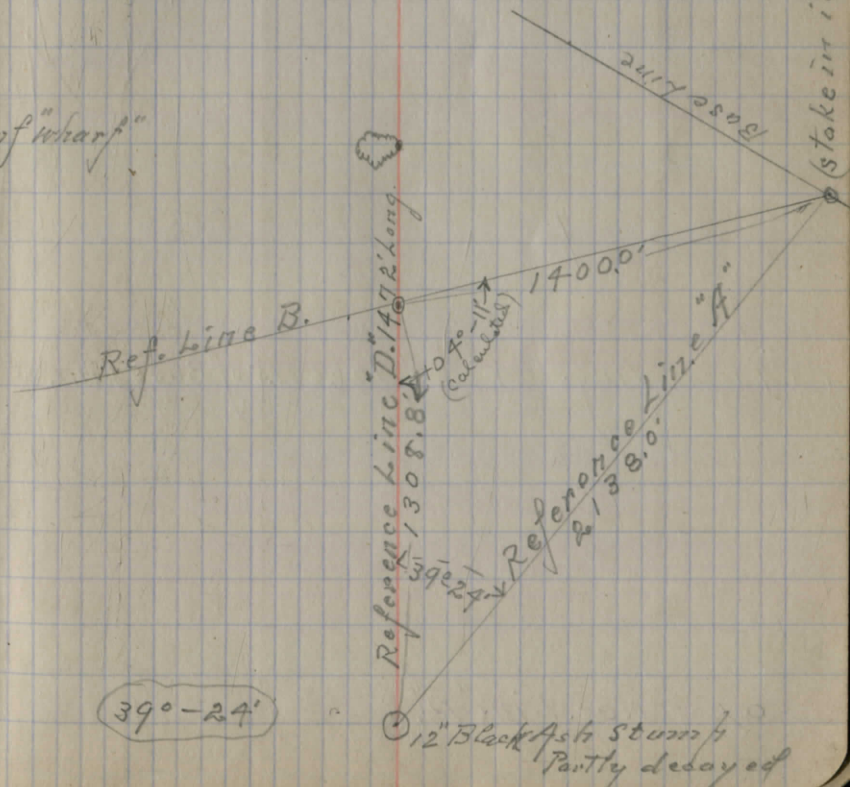 Base Line
(stake in
of "wharf"
1400.0'
Ref. Line B.
Reference Line "D." 1472' Long.
1308.8'
104°-11'
(Calculated)
Reference Line "A"
2138.0'
39°24'
39°-24'
12" Black Ash Stump
Partly decayed